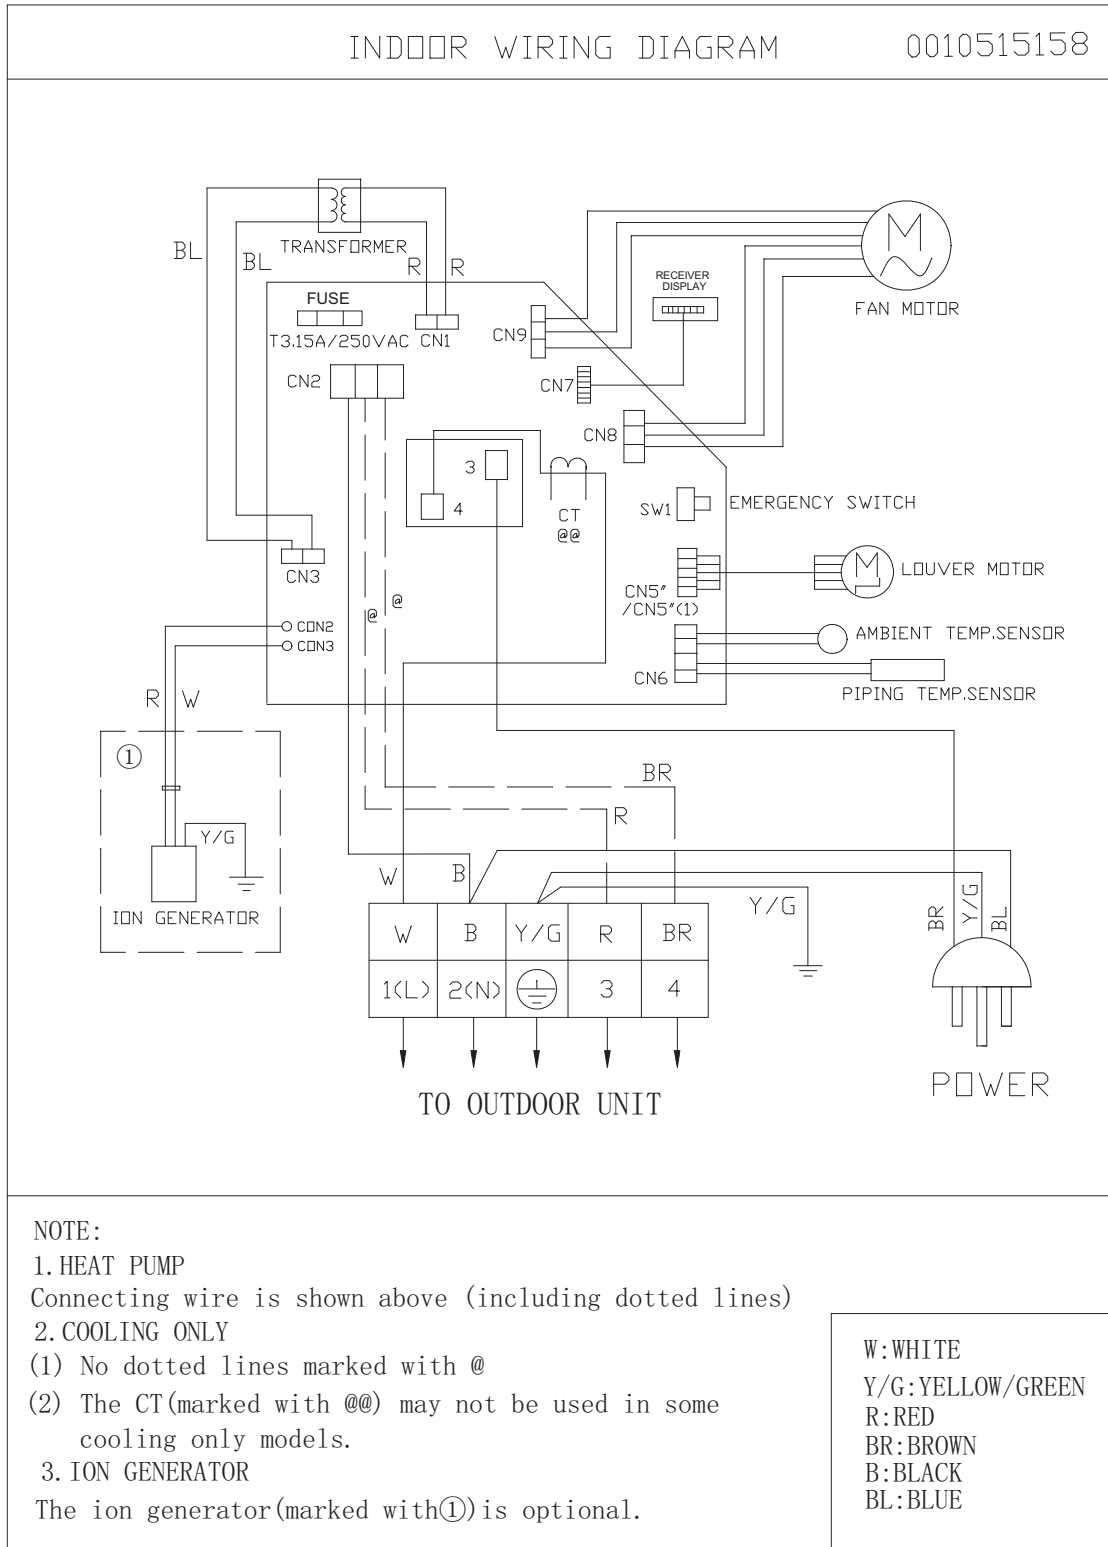 INDOOR WIRING DIAGRAM 0010515158
TRANSFORMER
BL BL R R
FUSE
T3.15A/250VAC CN1
RECEIVER
DISPLAY
FAN MOTOR
CN9
CN2
CN7
CN8
3
4
CT
@@
SW1 EMERGENCY SWITCH
CN3
LOUVER MOTOR
M
M
CN5"
/CN5"(1)
@ @
CON2
CON3
AMBIENT TEMP.SENSOR
CN6
PIPING TEMP.SENSOR
R W
①
BR
R
Y/G
ION GENERATOR
W B
Y/G
BR Y/G BL
W B Y/G R BR
1(L) 2(N) 3 4
POWER
TO OUTDOOR UNIT
NOTE:
1.HEAT PUMP
Connecting wire is shown above (including dotted lines)
2.COOLING ONLY
(1) No dotted lines marked with @
(2) The CT(marked with @@) may not be used in some
cooling only models.
3.ION GENERATOR
The ion generator(marked with①)is optional.
W:WHITE
Y/G:YELLOW/GREEN
R:RED
BR:BROWN
B:BLACK
BL:BLUE